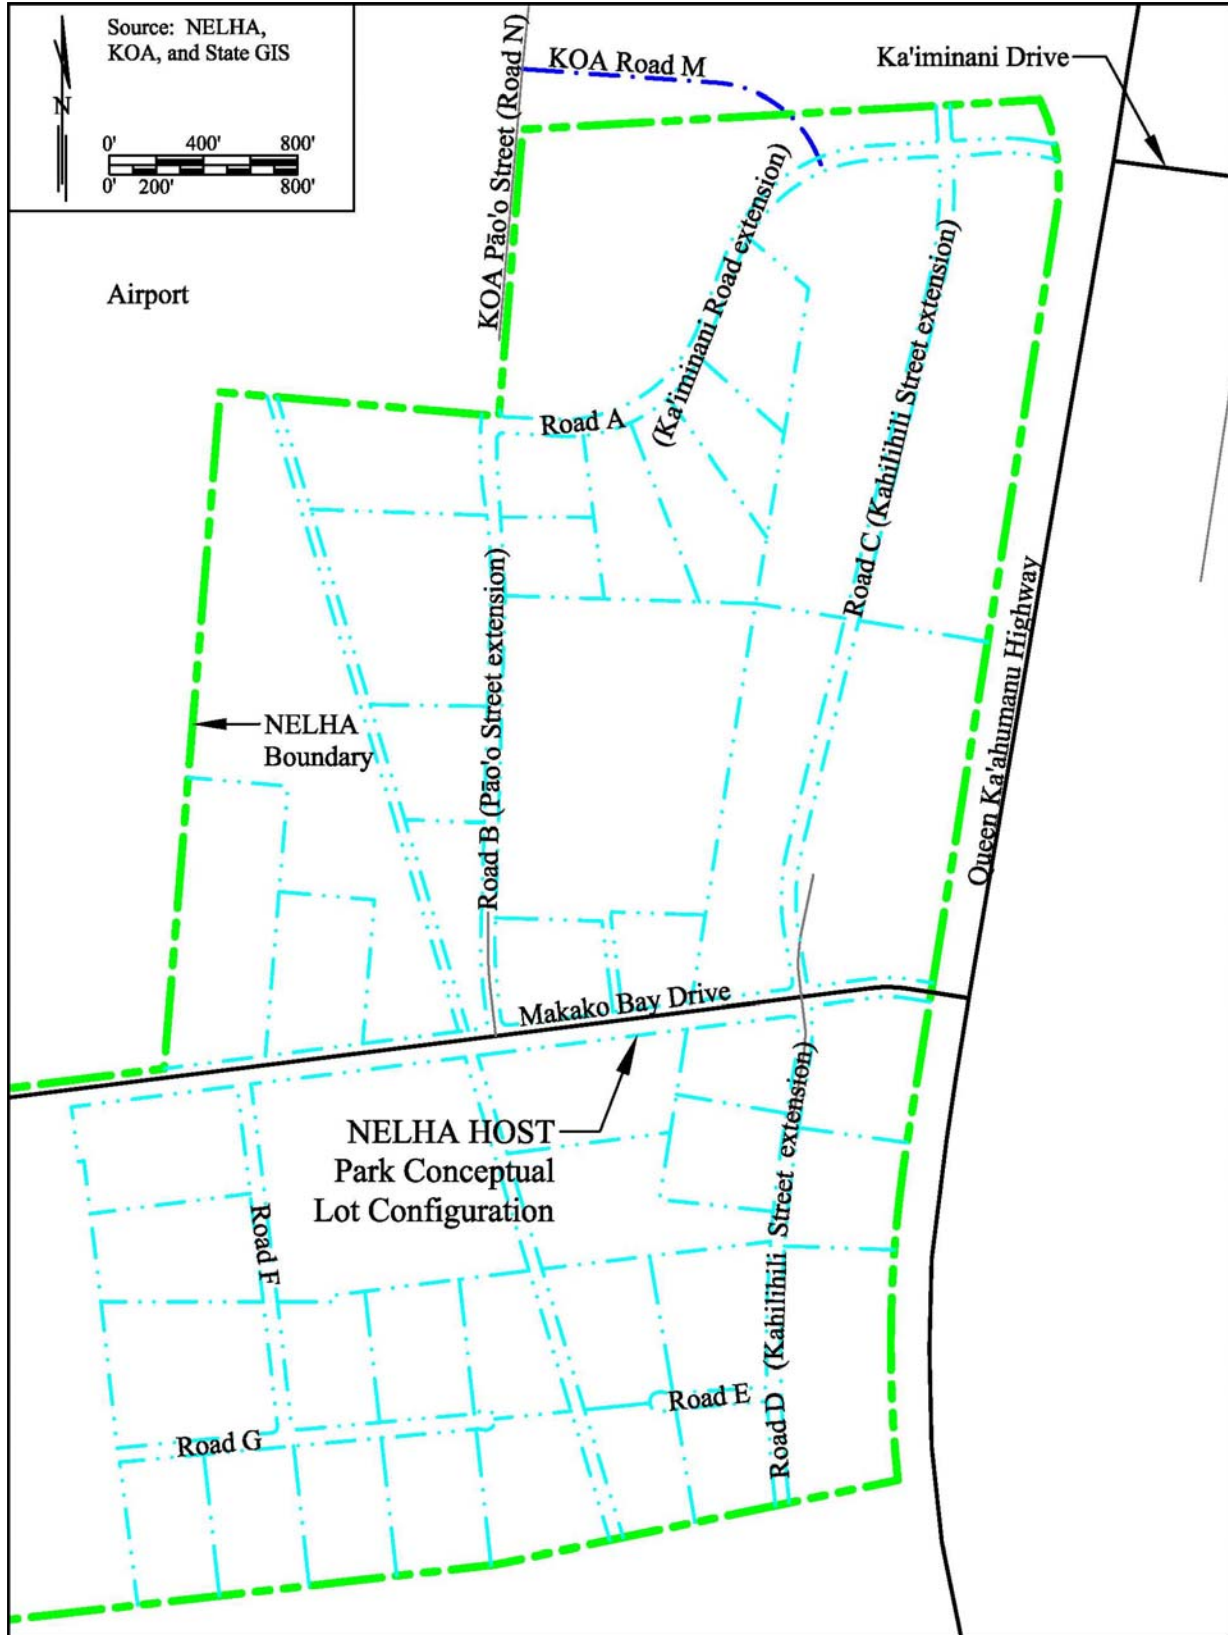 Source: NELHA,
KOA, and State GIS
N
0' 400' 800'
0' 200' 800'
KOA Pāo'o Street (Road N)
KOA Road M
Ka'iminani Drive
Airport
Road A
(Ka'iminani Road extension)
Road C (Kahilihili Street extension)
Queen Ka'ahumanu Highway
NELHA
Boundary
Road B (Pāo'o Street extension)
Makako Bay Drive
NELHA HOST
Park Conceptual
Lot Configuration
Road F
Road D (Kahilihili Street extension)
Road E
Road G